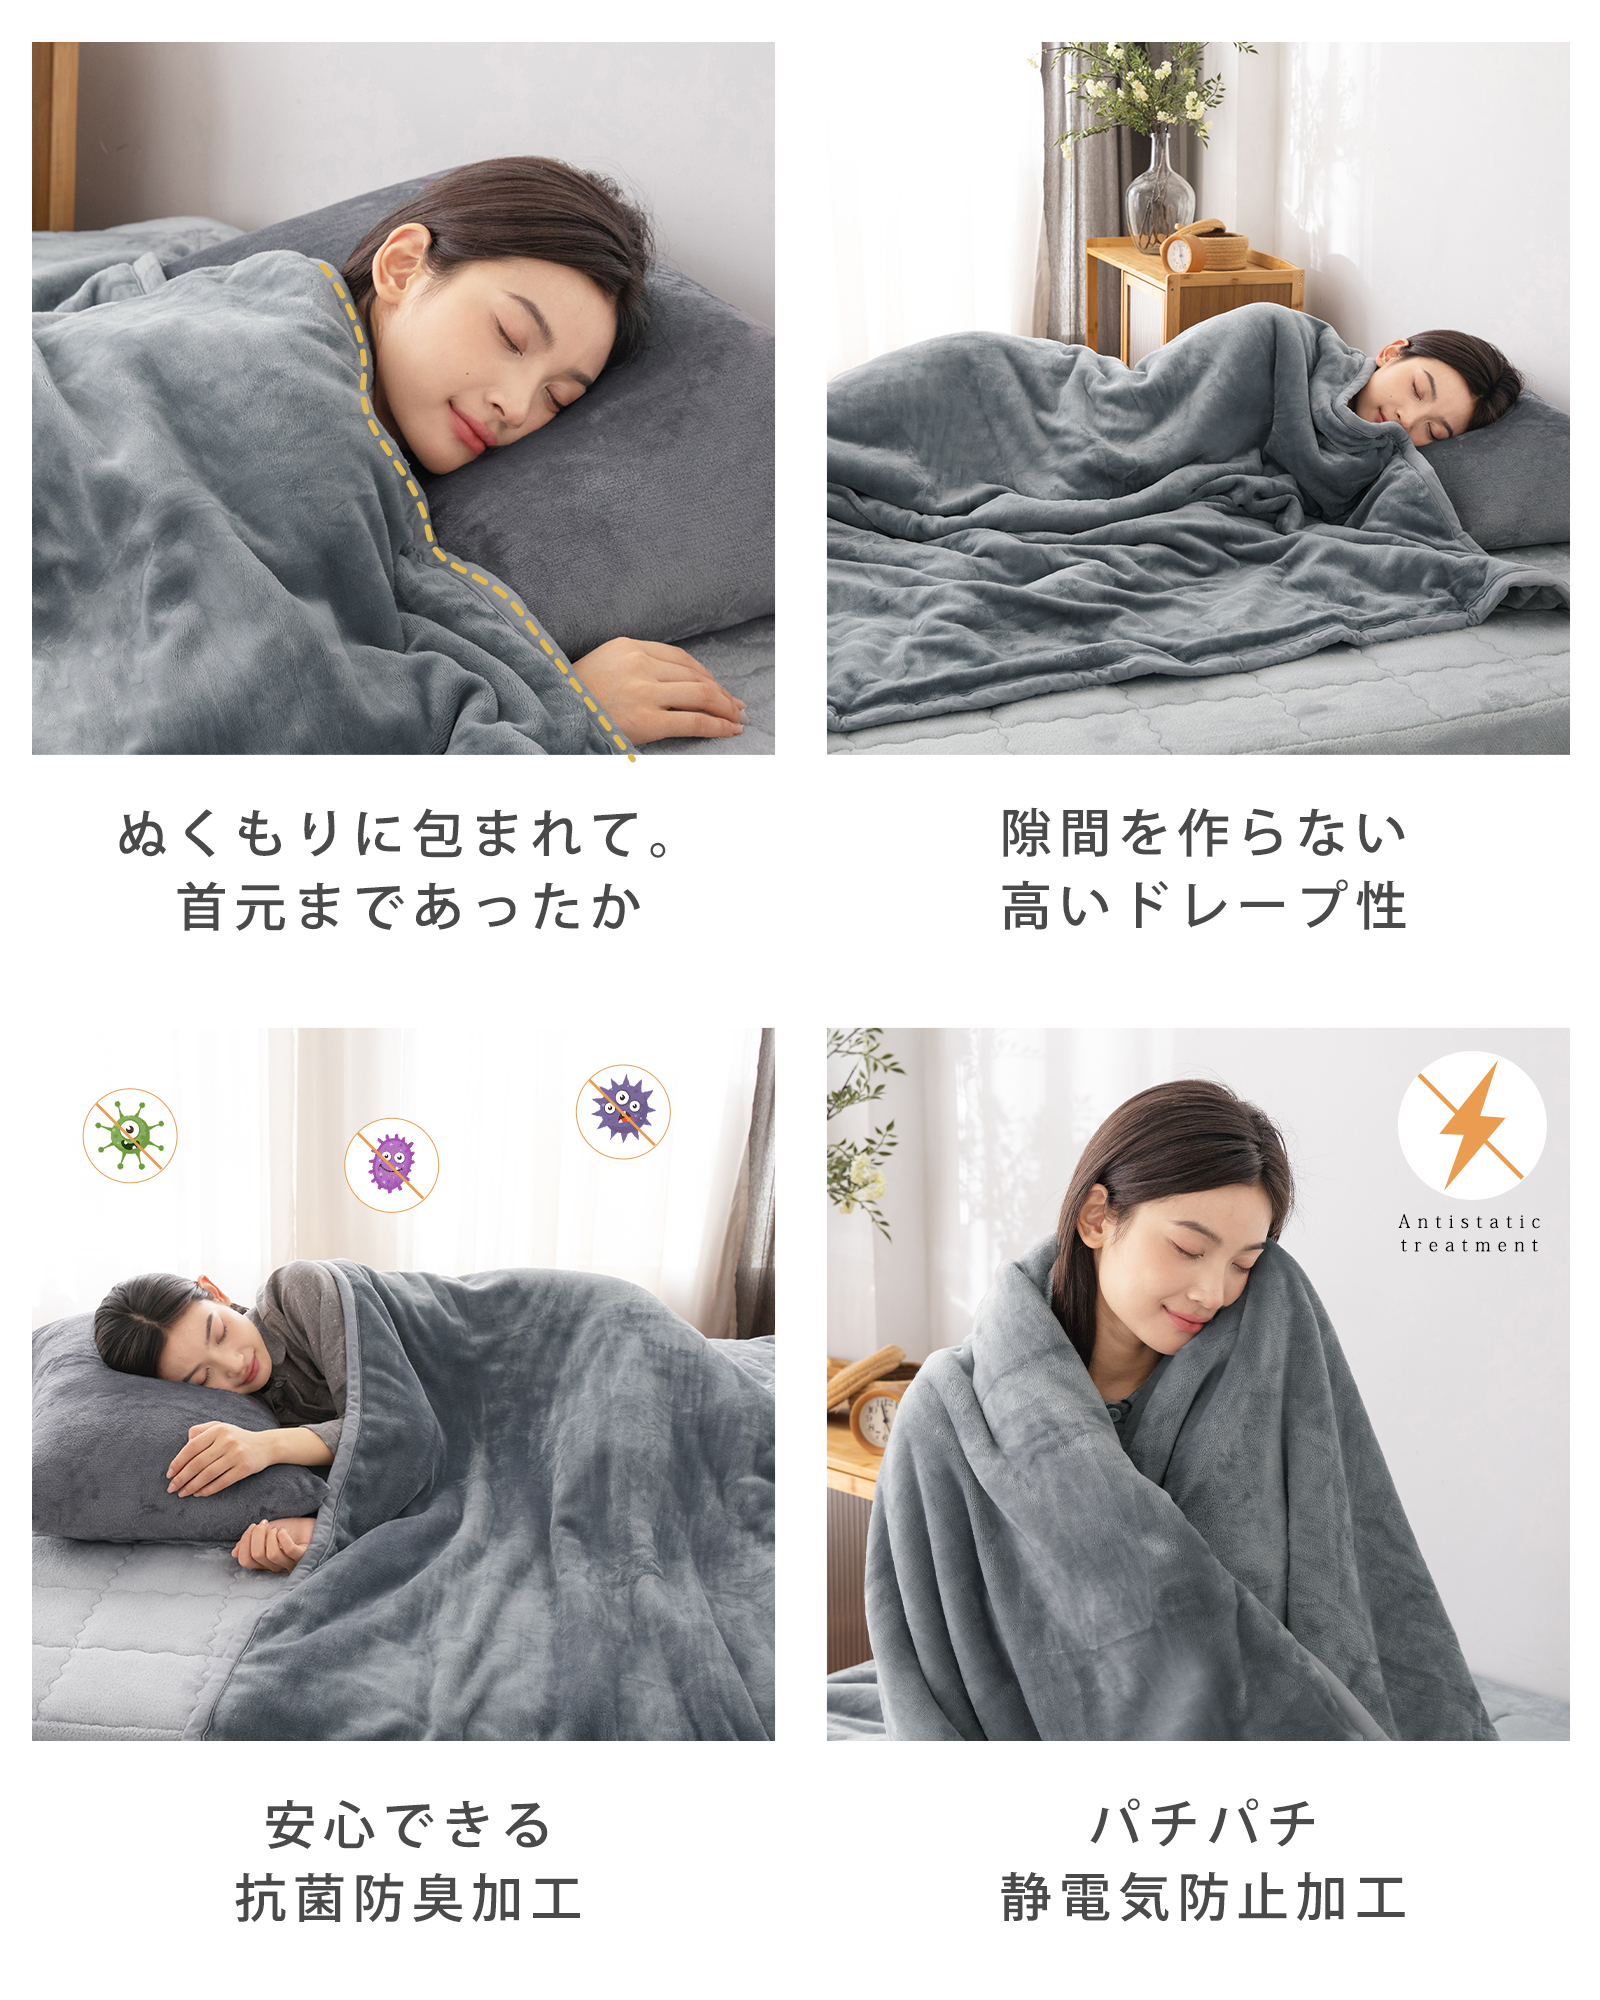 ぬくもりに包まれて。
首元まであったか
隙間を作らない
高いドレープ性
Antistatic
treatment
安心できる
抗菌防臭加工
パチパチ
静電気防止加工